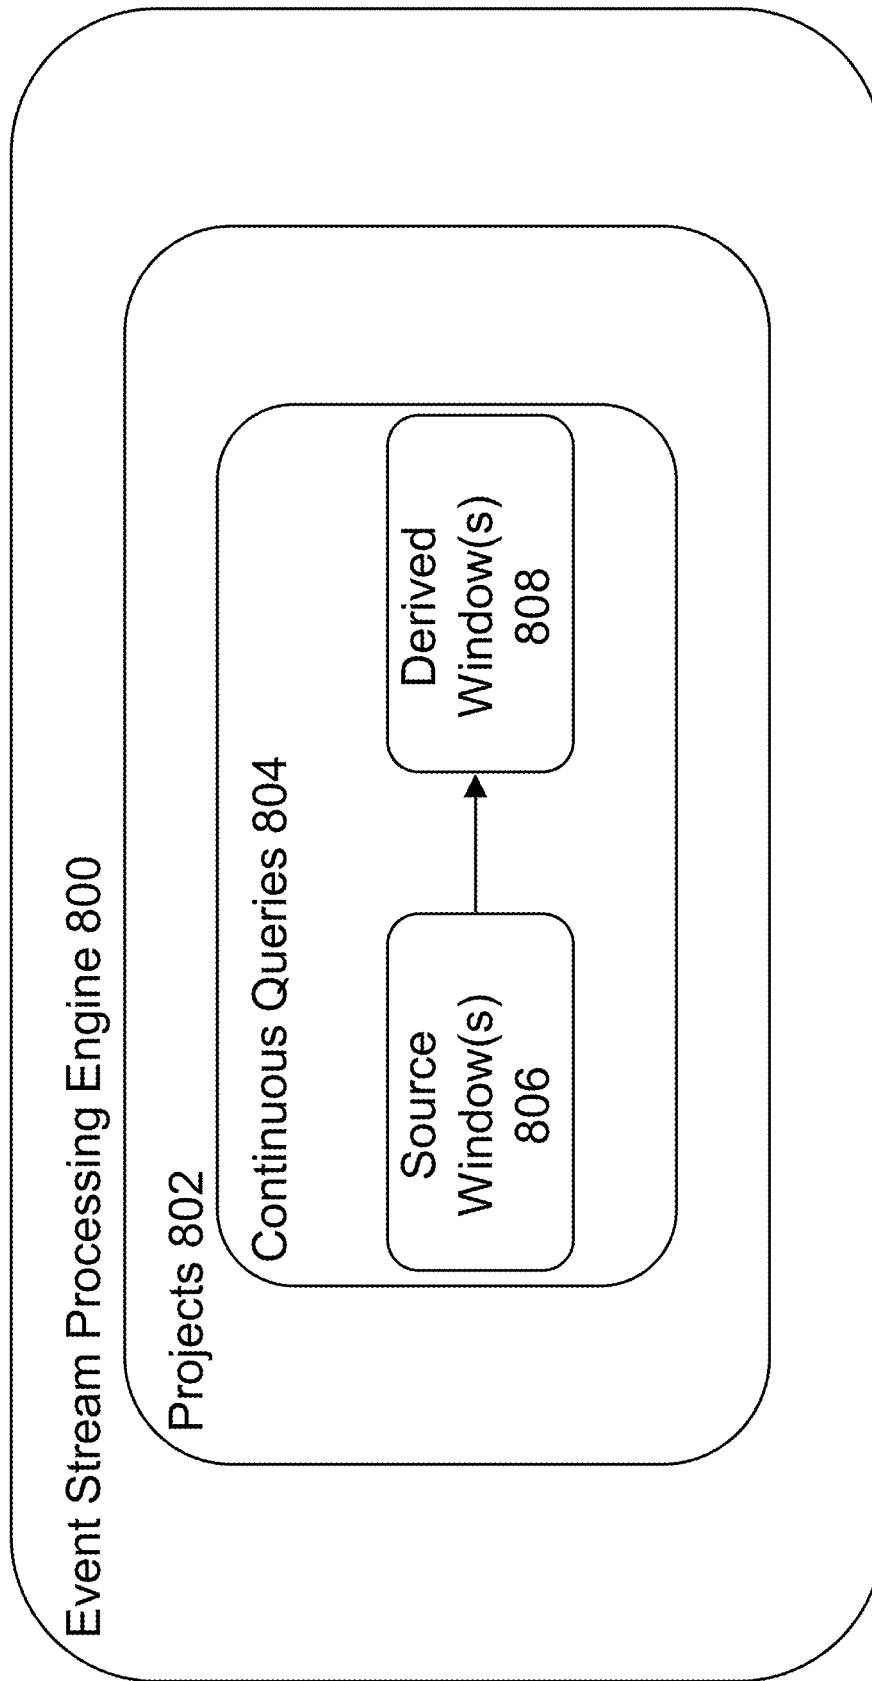 Event Stream Processing Engine 800
Projects 802
Continuous Queries 804
Source
Window(s)
806
Derived
Window(s)
808